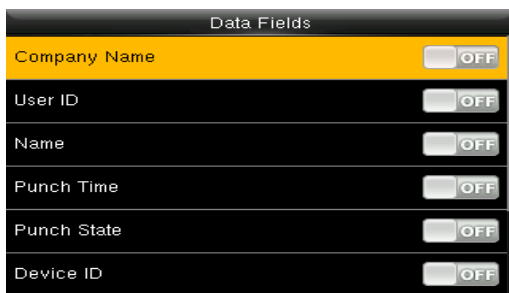 Data Fields
Company Name OFF
User ID OFF
Name OFF
Punch Time OFF
Punch State OFF
Device ID OFF